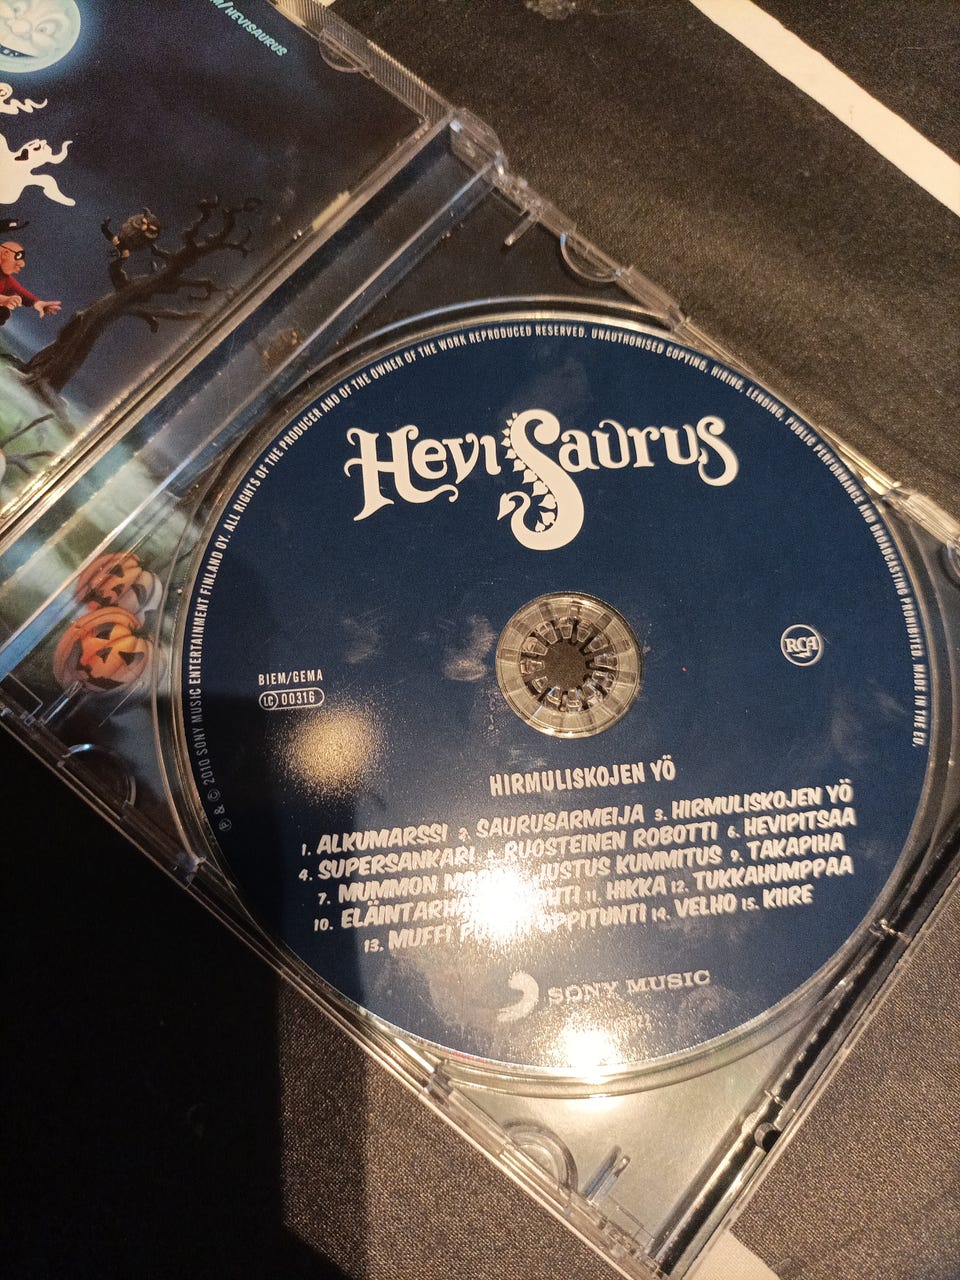 /HEVISAURUS
℗ & © 2010 SONY MUSIC ENTERTAINMENT FINLAND OY. ALL RIGHTS OF THE PRODUCER AND OF THE OWNER OF THE WORK REPRODUCED RESERVED. UNAUTHORISED COPYING, HIRING, LENDING, PUBLIC PERFORMANCE AND BROADCASTING PROHIBITED. MADE IN THE EU.
HEVISAURUS
RCA
BIEM/GEMA
LC 00316
HIRMULISKOJEN YÖ
1. ALKUMARSSI 2. SAURUSARMEIJA 3. HIRMULISKOJEN YÖ
4. SUPERSANKARI RUOSTEINEN ROBOTTI 6. HEVIPITSAA
7. MUMMON JUSTUS KUMMITUS 9. TAKAPIHA
10. 11. HIKKA 12. TUKKAHUMPPAA
13. MUFFI 14. VELHO 15. KIIRE
SONY MUSIC